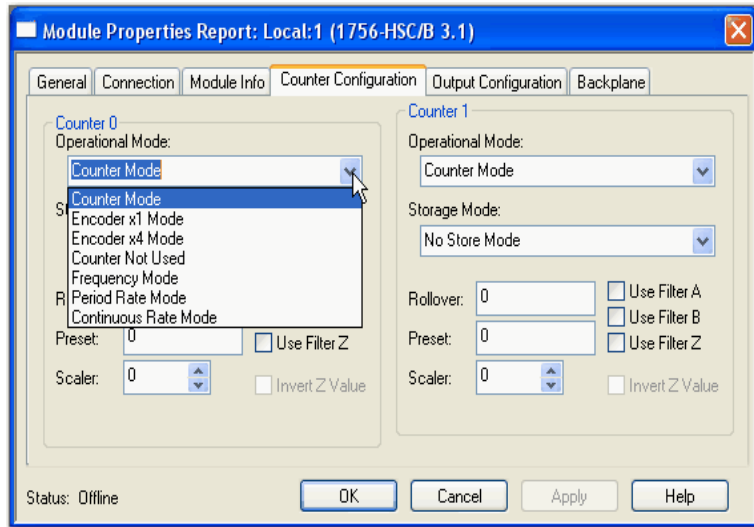 Module Properties Report: Local:1 (1756-HSC/B 3.1)
General
Connection
Module Info
Counter Configuration
Output Configuration
Backplane
Counter 0
Operational Mode:
Counter Mode
Counter Mode
Encoder x1 Mode
Encoder x4 Mode
Counter Not Used
Frequency Mode
Period Rate Mode
Continuous Rate Mode
Preset:
0
Use Filter Z
Scaler:
0
Invert Z Value
Counter 1
Operational Mode:
Counter Mode
Storage Mode:
No Store Mode
Rollover:
0
Use Filter A
Use Filter B
Preset:
0
Use Filter Z
Scaler:
0
Invert Z Value
Status: Offline
OK
Cancel
Apply
Help